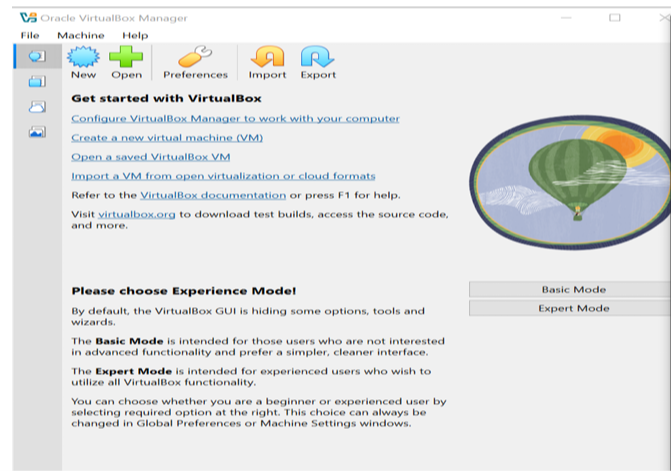 Oracle VirtualBox Manager
File Machine Help
New Open Preferences Import Export
Get started with VirtualBox
Configure VirtualBox Manager to work with your computer
Create a new virtual machine (VM)
Open a saved VirtualBox VM
Import a VM from open virtualization or cloud formats
Refer to the VirtualBox documentation or press F1 for help.
Visit virtualbox.org to download test builds, access the source code,
and more.
Please choose Experience Mode!
By default, the VirtualBox GUI is hiding some options, tools and
wizards.
The Basic Mode is intended for those users who are not interested
in advanced functionality and prefer a simpler, cleaner interface.
The Expert Mode is intended for experienced users who wish to
utilize all VirtualBox functionality.
You can choose whether you are a beginner or experienced user by
selecting required option at the right. This choice can always be
changed in Global Preferences or Machine Settings windows.
Basic Mode
Expert Mode